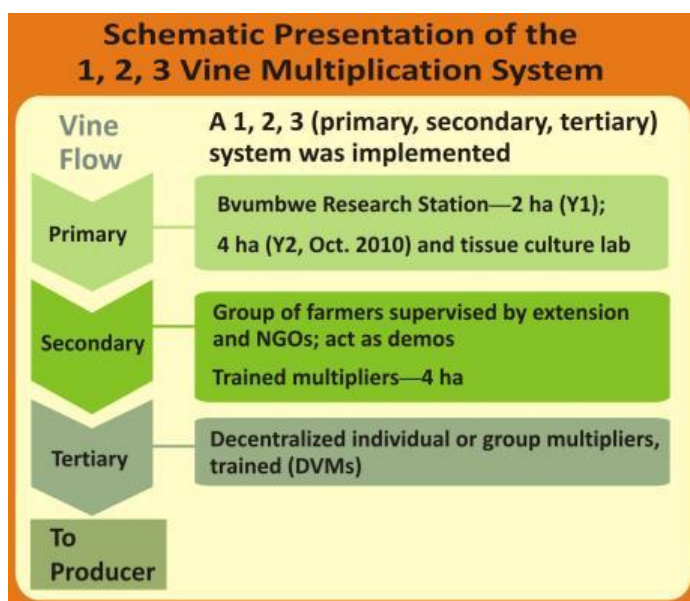 Schematic Presentation of the
1, 2, 3 Vine Multiplication System
Vine
Flow
A 1, 2, 3 (primary, secondary, tertiary)
system was implemented
Primary
Bvumbwe Research Station—2 ha (Y1);
4 ha (Y2, Oct. 2010) and tissue culture lab
Secondary
Group of farmers supervised by extension
and NGOs; act as demos
Trained multipliers—4 ha
Tertiary
Decentralized individual or group multipliers,
trained (DVMs)
To
Producer